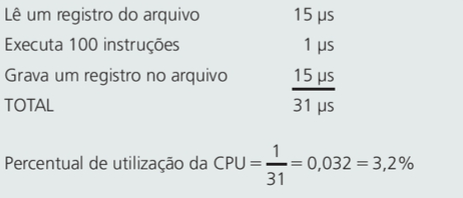 Lê um registro do arquivo 15 μs
Executa 100 instruções 1 μs
Grava um registro no arquivo 15 μs
TOTAL 31 μs
Percentual de utilização da CPU = 1/31 = 0,032 = 3,2%